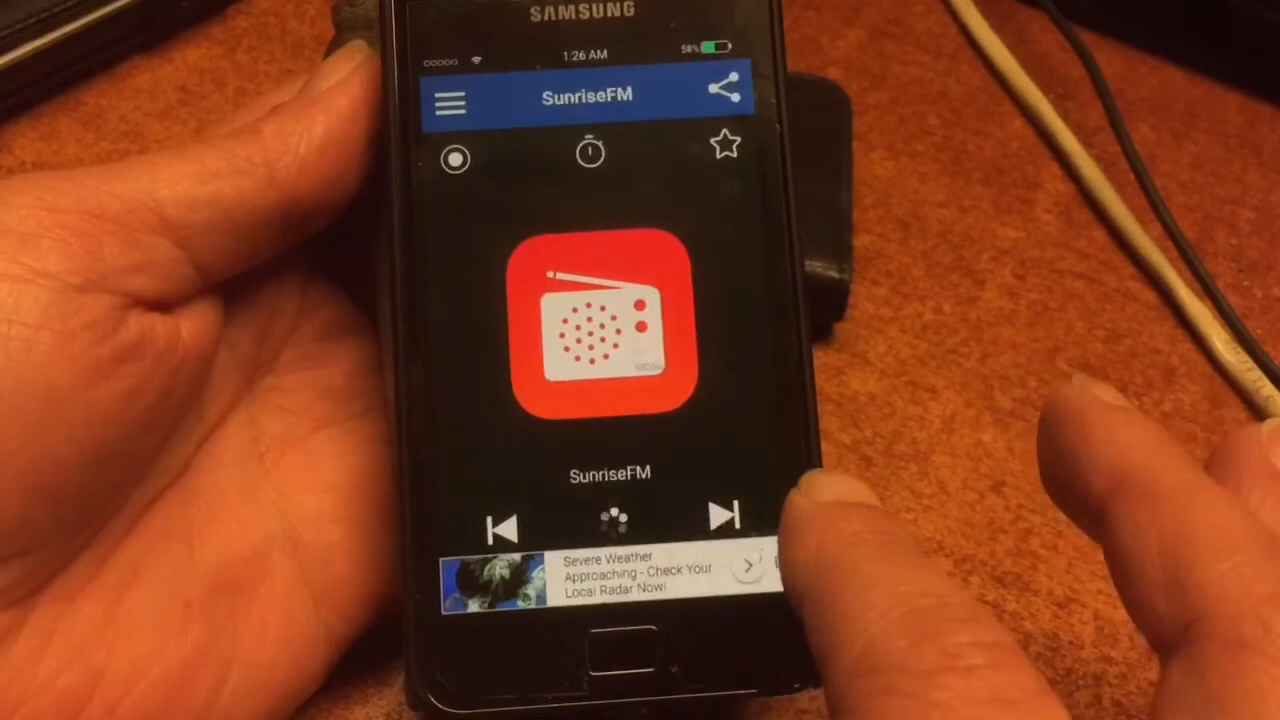 SAMSUNG
1:26 AM
58%
SunriseFM
SunriseFM
Severe Weather
Approaching - Check Your
Local Radar Now!